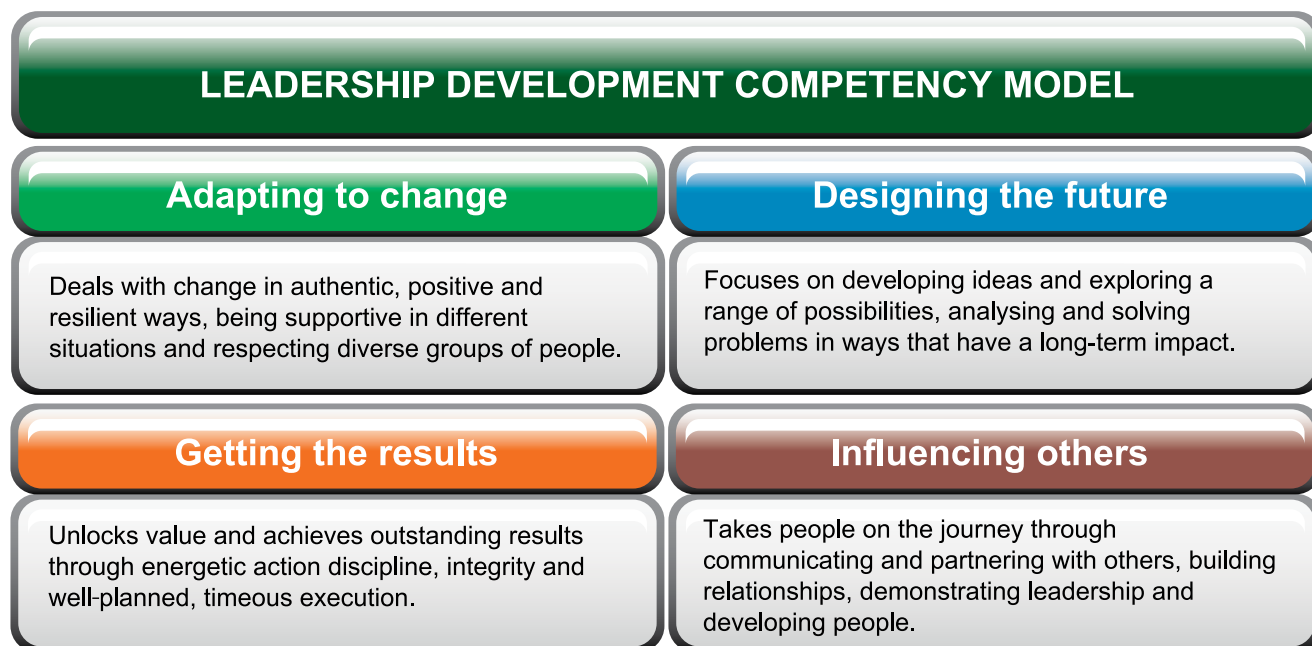 LEADERSHIP DEVELOPMENT COMPETENCY MODEL
Adapting to change
Deals with change in authentic, positive and
resilient ways, being supportive in different
situations and respecting diverse groups of people.
Designing the future
Focuses on developing ideas and exploring a
range of possibilities, analysing and solving
problems in ways that have a long-term impact.
Getting the results
Unlocks value and achieves outstanding results
through energetic action discipline, integrity and
well-planned, timeous execution.
Influencing others
Takes people on the journey through
communicating and partnering with others, building
relationships, demonstrating leadership and
developing people.